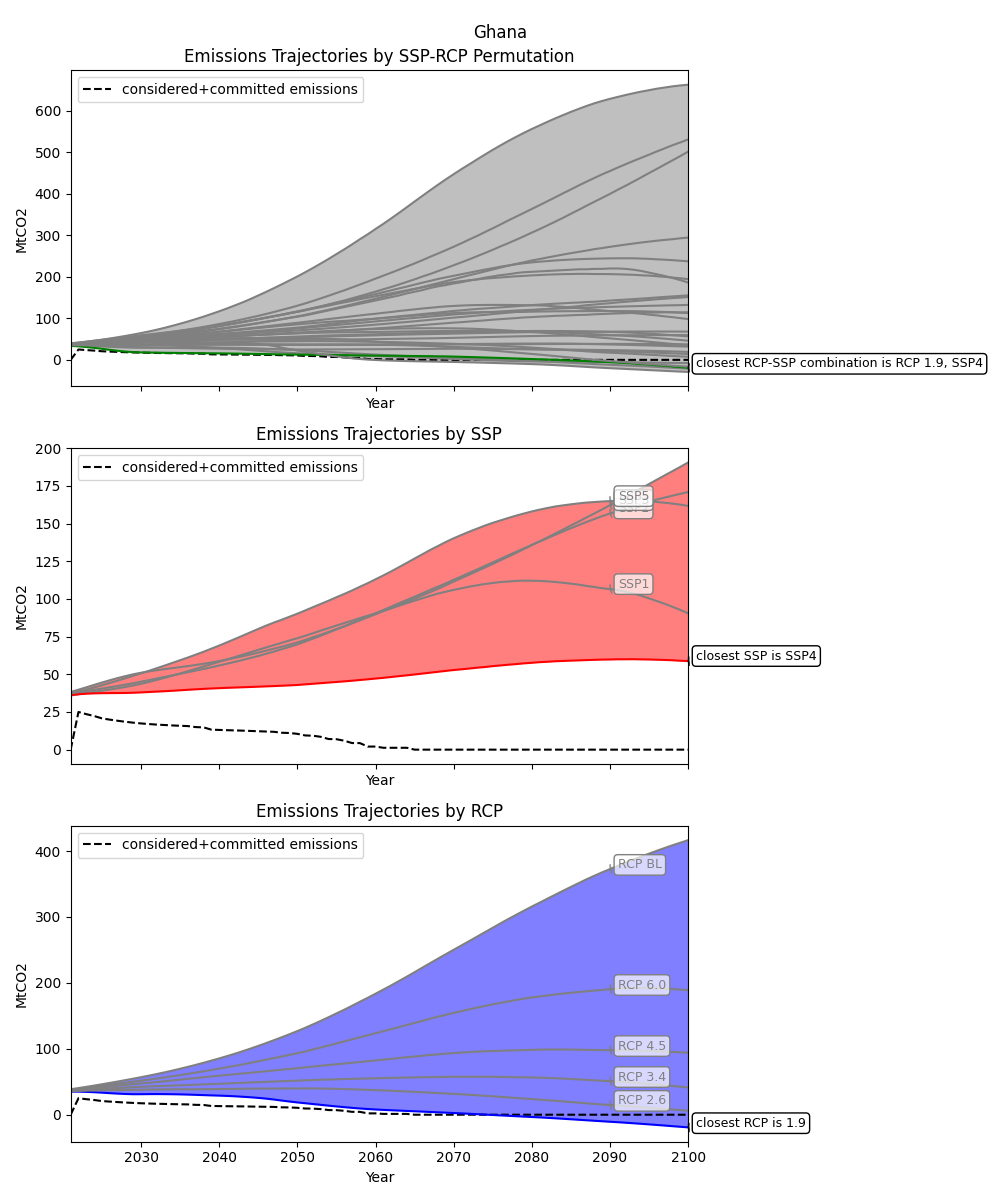 Ghana
Emissions Trajectories by SSP-RCP Permutation
considered+committed emissions
600
500
400
300
200
100
0
MtCO2
Year
closest RCP-SSP combination is RCP 1.9, SSP4
Emissions Trajectories by SSP
considered+committed emissions
200
175
150
125
100
75
50
25
0
MtCO2
SSP5
SSP1
closest SSP is SSP4
Year
Emissions Trajectories by RCP
considered+committed emissions
400
300
200
100
0
MtCO2
RCP BL
RCP 6.0
RCP 4.5
RCP 3.4
RCP 2.6
closest RCP is 1.9
2030 2040 2050 2060 2070 2080 2090 2100
Year